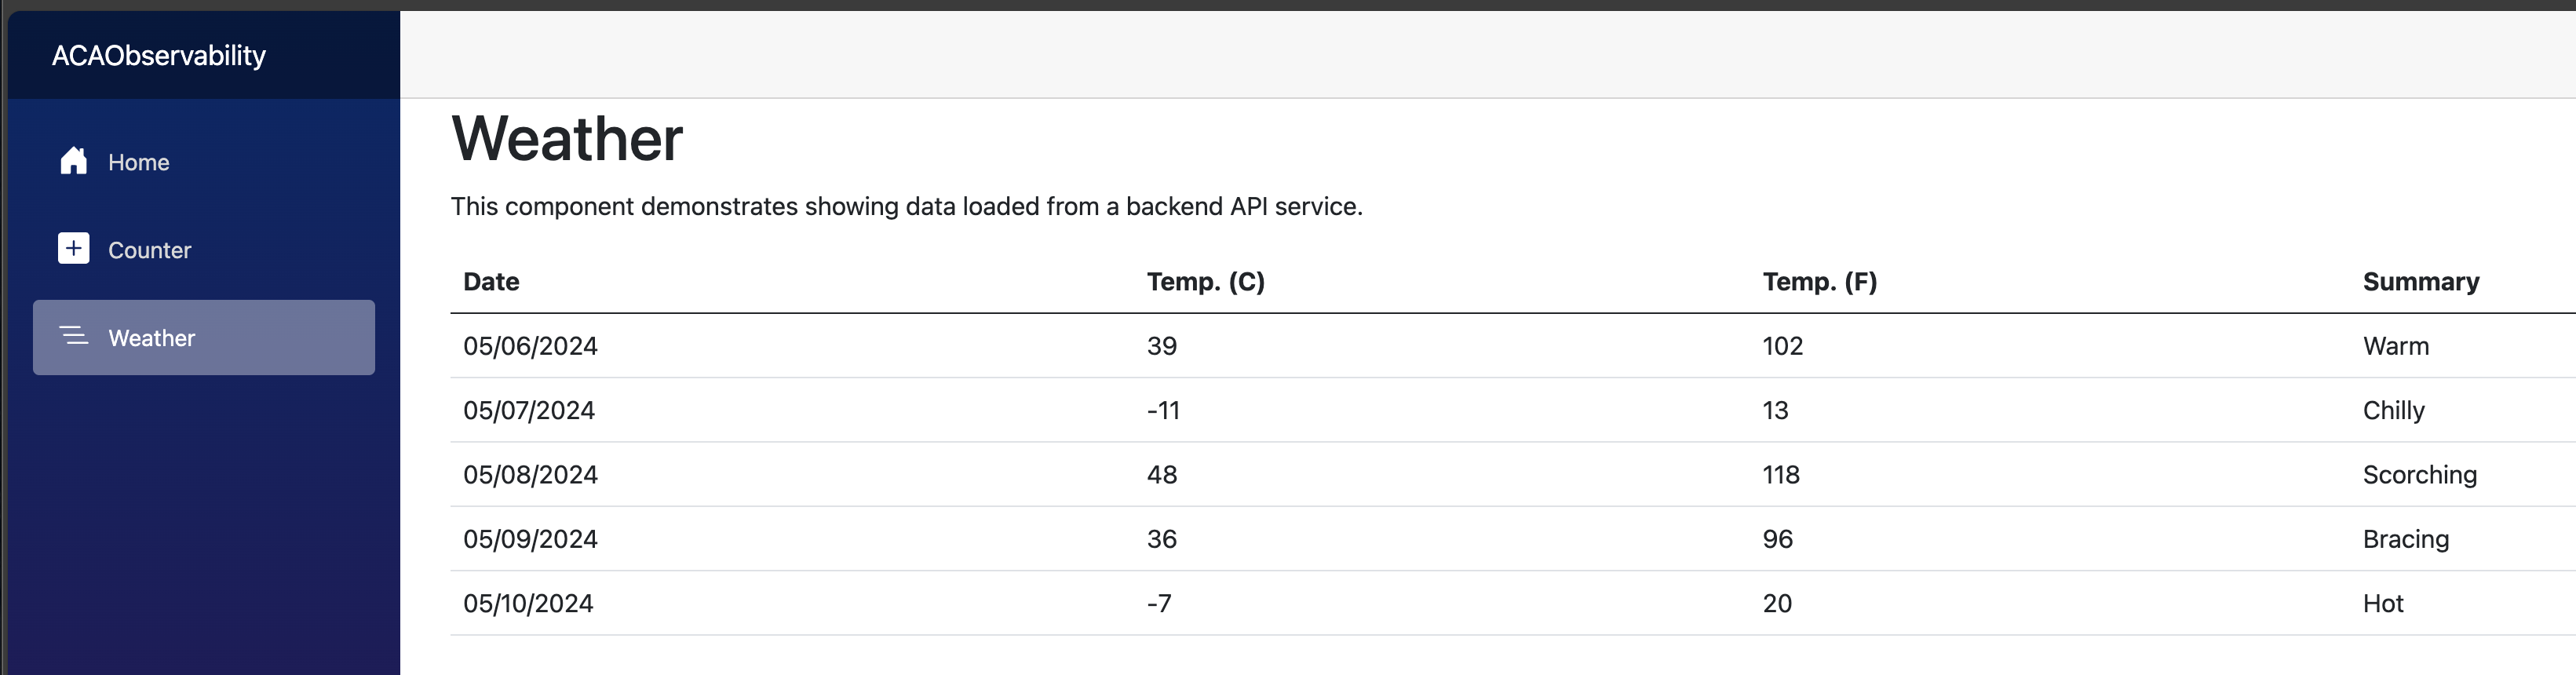 ACAObservability
Home
Counter
Weather
Weather
This component demonstrates showing data loaded from a backend API service.
Date Temp. (C) Temp. (F) Summary
05/06/2024 39 102 Warm
05/07/2024 -11 13 Chilly
05/08/2024 48 118 Scorching
05/09/2024 36 96 Bracing
05/10/2024 -7 20 Hot